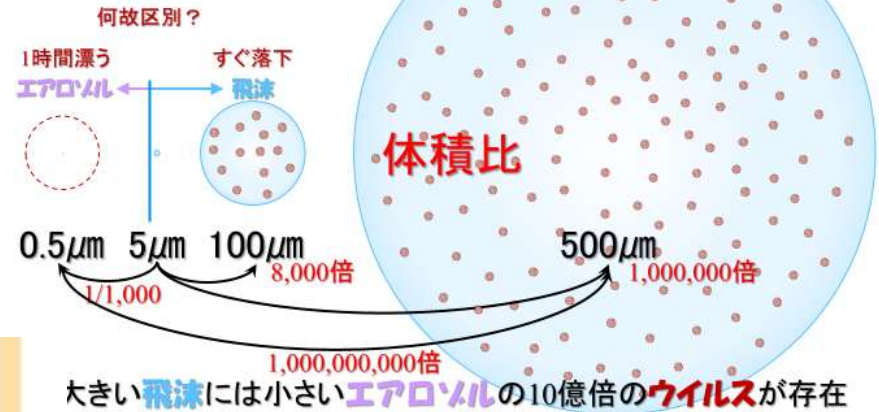 何故区別？
1時間漂う すぐ落下
エアロゾル 飛沫
体積比
0.5μm 5μm 100μm 500μm
1/1,000 8,000倍 1,000,000倍
1,000,000,000倍
大きい飛沫には小さいエアロゾルの10億倍のウイルスが存在